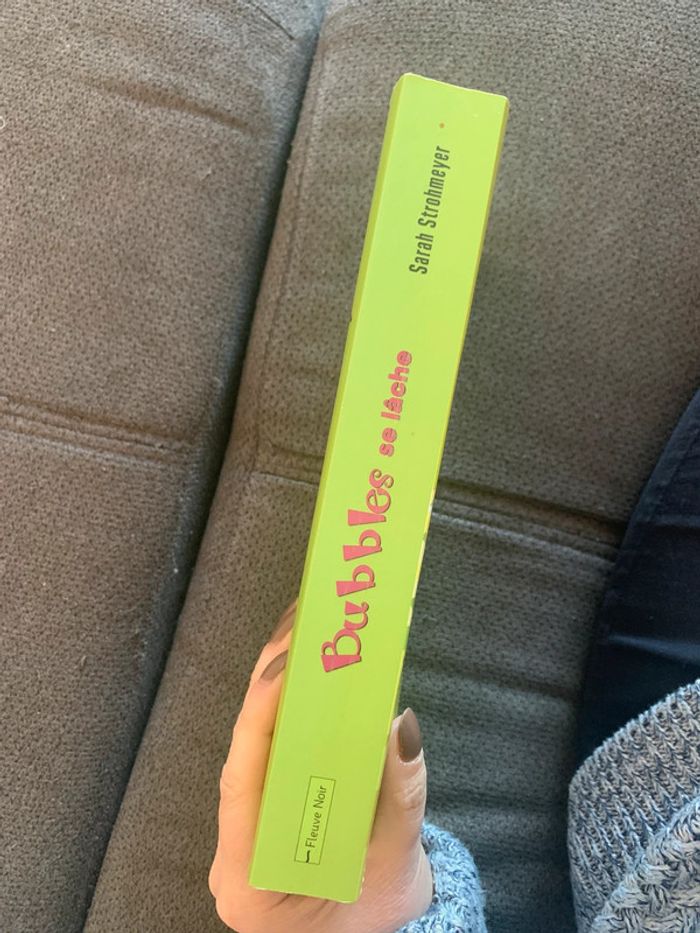 Sarah Strohmeyer
Bubbles se lâche
Fleuve Noir